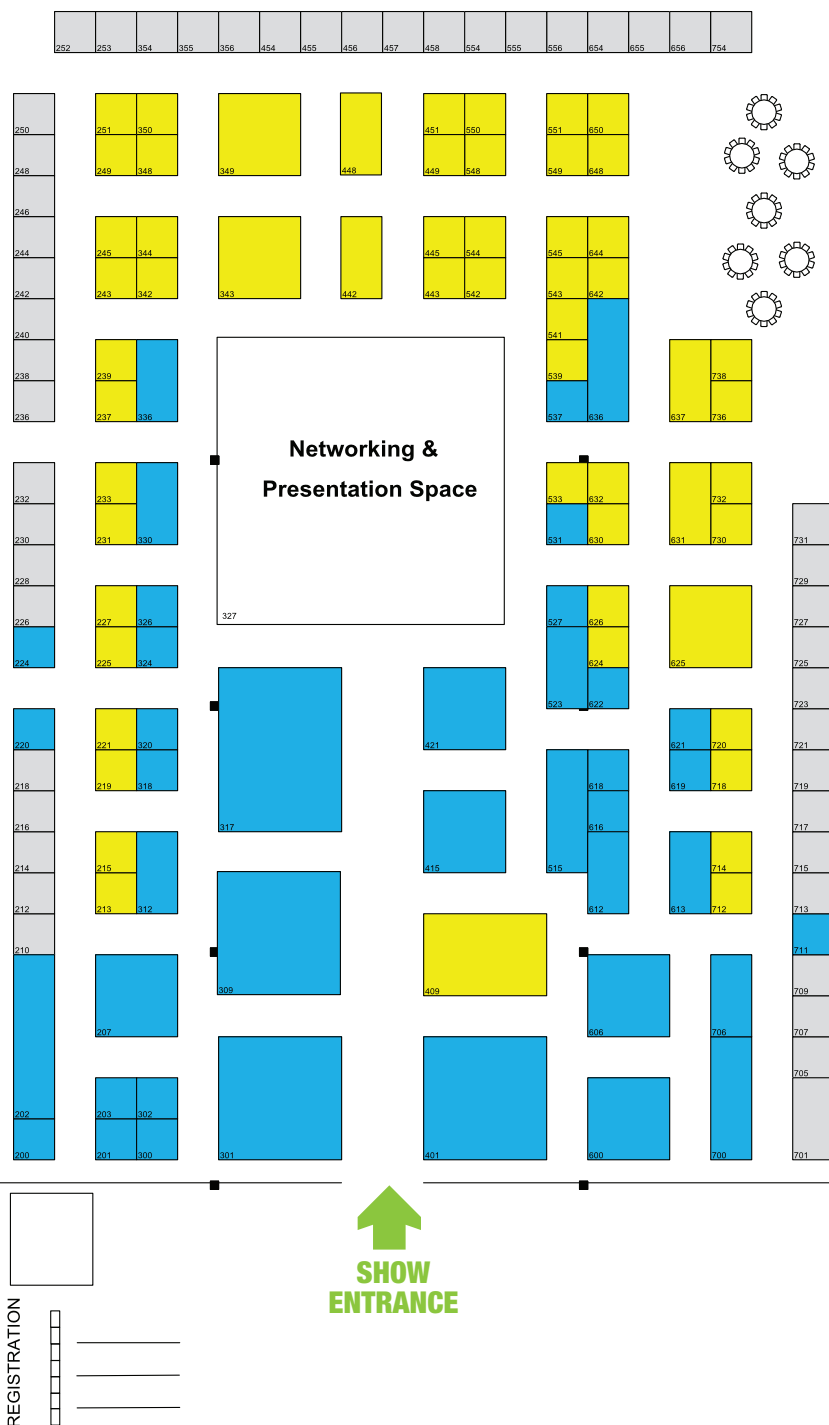 252 253 354 355 356 454 455 456 457 458 554 555 556 654 655 656 754
250 251 350 451 550 551 650
248 249 348 349 448 449 548 549 648
246
244 245 344 445 544 545 644
242 243 342 343 442 443 542 543 642
240 541
238 239 539 738
236 237 336 537 636 637 736
Networking &
Presentation Space
232 233 533 632 732
230 231 330 531 630 631 730 731
228 729
226 227 326 327 527 626 727
224 225 324 624 625 725
523 622 723
220 221 320 421 621 720 721
218 219 318 618 619 718 719
216 317 616 717
214 215 415 515 714 715
212 213 312 612 613 712 713
210 711
309 409 709
207 606 706 707
705
202 203 302
200 201 300 301 401 600 700 701
SHOW
ENTRANCE
REGISTRATION